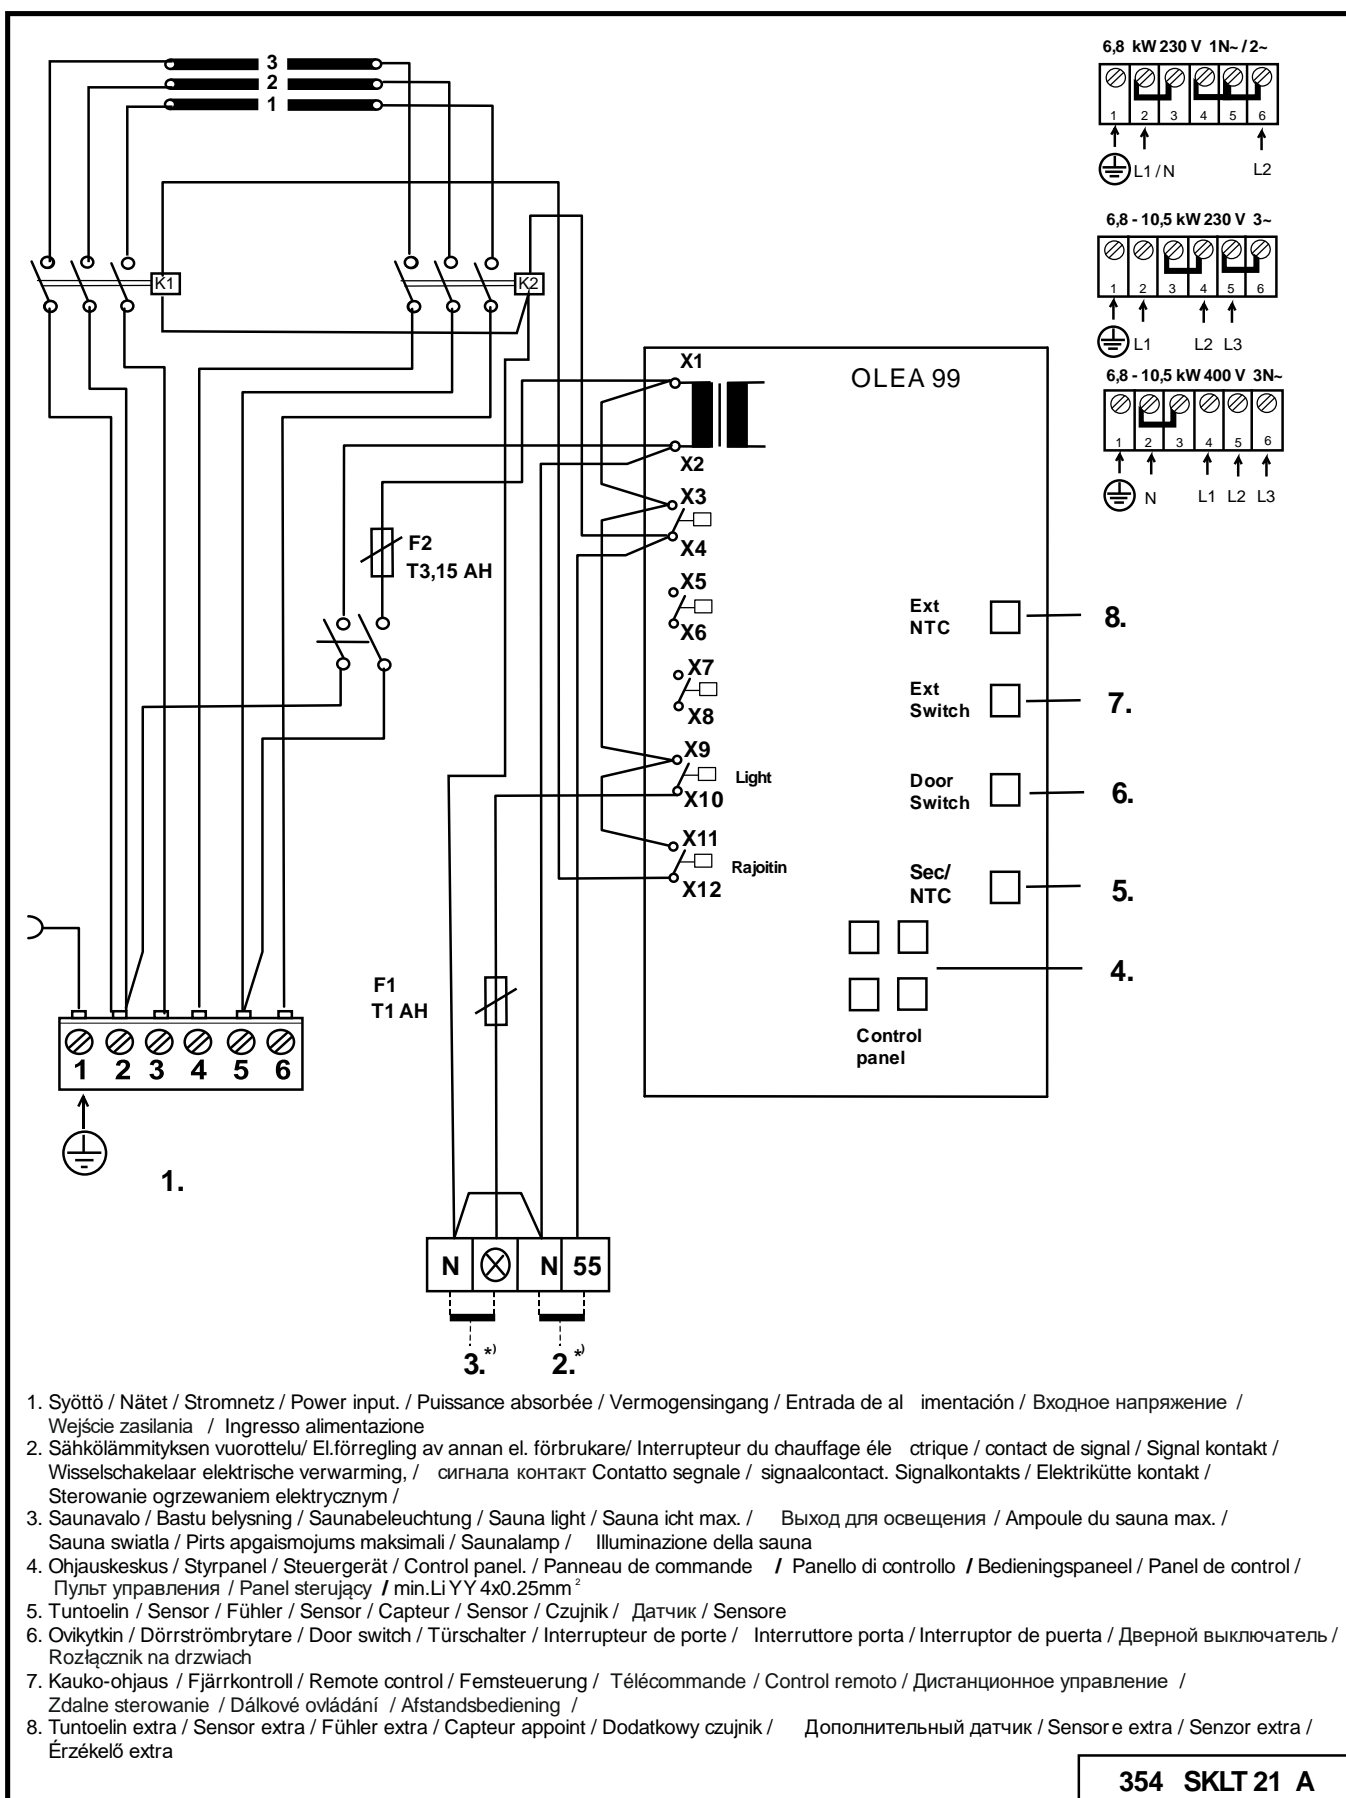 6,8 kW 230 V 1N~ / 2~
1 2 3 4 5 6
L1 / N L2
6,8 - 10,5 kW 230 V 3~
1 2 3 4 5 6
L1 L2 L3
6,8 - 10,5 kW 400 V 3N~
1 2 3 4 5 6
N L1 L2 L3
3
2
1
K1
K2
OLEA 99
X1
X2
X3
X4
X5
X6
X7
X8
X9
Light
X10
X11
Rajoitin
X12
F2
T3,15 AH
F1
T1 AH
Ext
NTC
8.
Ext
Switch
7.
Door
Switch
6.
Sec/
NTC
5.
4.
Control
panel
1 2 3 4 5 6
1.
N N 55
3.*) 2.*)
1. Syöttö / Nätet / Stromnetz / Power input. / Puissance absorbée / Vermogensingang / Entrada de al imentación / Входное напряжение /
Wejście zasilania / Ingresso alimentazione
2. Sähkölämmityksen vuorottelu/ El.förregling av annan el. förbrukare/ Interrupteur du chauffage éle ctrique / contact de signal / Signal kontakt /
Wisselschakelaar elektrische verwarming, / сигнала контакт Contatto segnale / signaalcontact. Signalkontakts / Elektrikütte kontakt /
Sterowanie ogrzewaniem elektrycznym /
3. Saunavalo / Bastu belysning / Saunabeleuchtung / Sauna light / Sauna icht max. / Выход для освещения / Ampoule du sauna max. /
Sauna swiatla / Pirts apgaismojums maksimali / Saunalamp / Illuminazione della sauna
4. Ohjauskeskus / Styrpanel / Steuergerät / Control panel. / Panneau de commande / Panello di controllo / Bedieningspaneel / Panel de control /
Пульт управления / Panel sterujący / min.Li YY 4x0.25mm²
5. Tuntoelin / Sensor / Fühler / Sensor / Capteur / Sensor / Czujnik / Датчик / Sensore
6. Ovikytkin / Dörrströmbrytare / Door switch / Türschalter / Interrupteur de porte / Interruttore porta / Interruptor de puerta / Дверной выключатель /
Rozłącznik na drzwiach
7. Kauko-ohjaus / Fjärrkontroll / Remote control / Femsteuerung / Télécommande / Control remoto / Дистанционное управление /
Zdalne sterowanie / Dálkové ovládání / Afstandsbediening /
8. Tuntoelin extra / Sensor extra / Fühler extra / Capteur appoint / Dodatkowy czujnik / Дополнительный датчик / Sensore extra / Senzor extra /
Érzékelő extra
354 SKLT 21 A